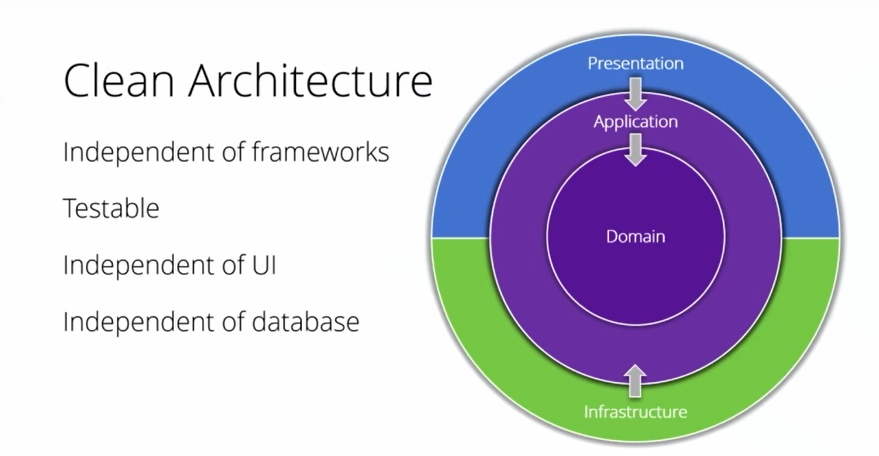 Clean Architecture
Independent of frameworks
Testable
Independent of UI
Independent of database
Presentation
Application
Domain
Infrastructure